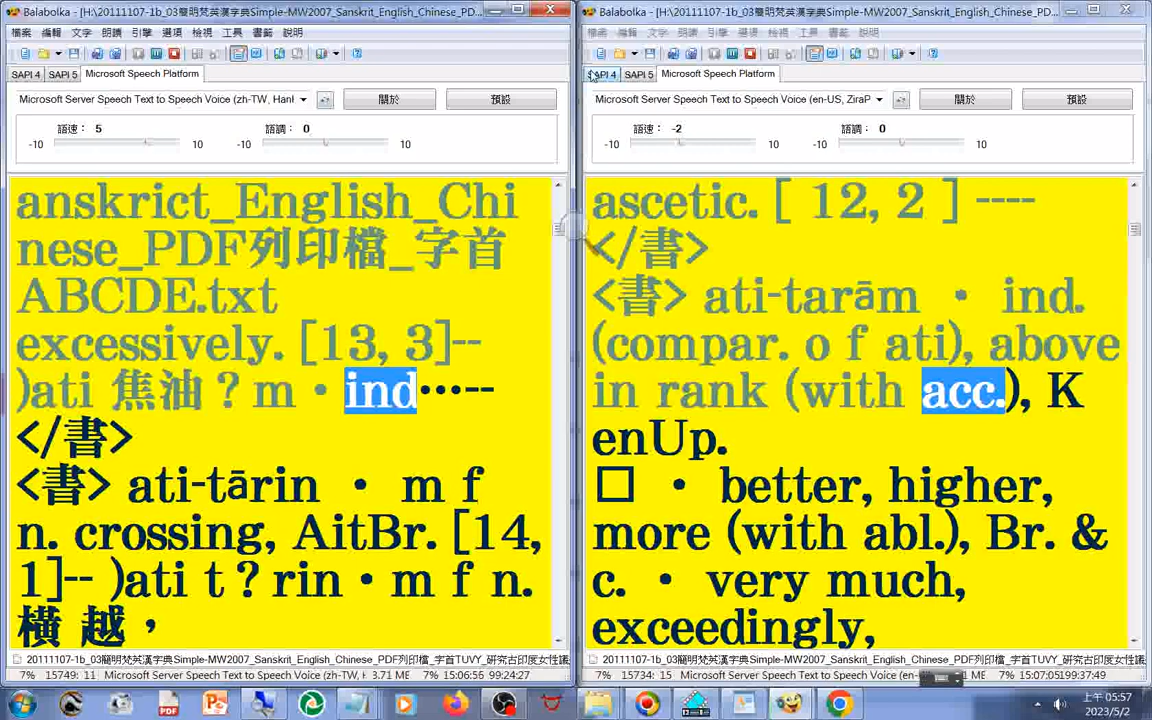 Balabolka - [H:\20111107-1b_03簡明梵英漢字典Simple-MW2007_Sanskrit_English_Chinese_PD...
檔案 編輯 文字 朗讀 引擎 選項 檢視 工具 書籤 說明
SAPI 4 SAPI 5 Microsoft Speech Platform
Microsoft Server Speech Text to Speech Voice (zh-TW, Hanl 關於 預設
語速： 5 語調： 0
-10 10 -10 10
anskrict_English_Chi
nese_PDF列印檔_字首
ABCDE.txt
excessively. [13, 3]--
)ati 焦油？m・ind•••--
</書>
<書> ati-tārin ・ m f
n. crossing, AitBr. [14,
1]-- )ati t？rin・m f n.
橫 越，
20111107-1b_03簡明梵英漢字典Simple-MW2007_Sanskrit_English_Chinese_PDF列印檔_字首TUVY_研究古印度女性議
7% 15749: 11 Microsoft Server Speech Text to Speech Voice (zh-TW, H 3.71 ME 7% 15:06:56 99:24:27
Balabolka - [H:\20111107-1b_03簡明梵英漢字典Simple-MW2007_Sanskrit_English_Chinese_PD...
檔案 編輯 文字 朗讀 引擎 選項 檢視 工具 書籤 說明
SAPI 4 SAPI 5 Microsoft Speech Platform
Microsoft Server Speech Text to Speech Voice (en-US, ZiraP 關於 預設
語速： -2 語調： 0
-10 10 -10 10
ascetic. [ 12, 2 ] ----
</書>
<書> ati-tarām ・ ind.
(compar. o f ati), above
in rank (with acc.), K
enUp.
□ ・ better, higher,
more (with abl.), Br. &
c. ・ very much,
exceedingly,
20111107-1b_03簡明梵英漢字典Simple-MW2007_Sanskrit_English_Chinese_PDF列印檔_字首TUVY_研究古印度女性議
7% 15734: 15 Microsoft Server Speech Text to Speech Voice 7% 15:07:05199:37:49
上午 05:57
2023/5/2